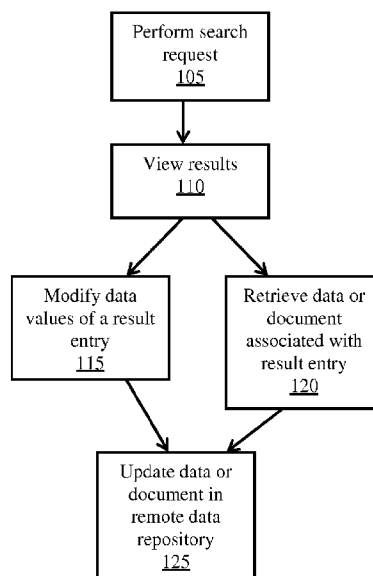 Perform search
request
105
View results
110
Modify data
values of a result
entry
115
Retrieve data or
document
associated with
result entry
120
Update data or
document in
remote data
repository
125